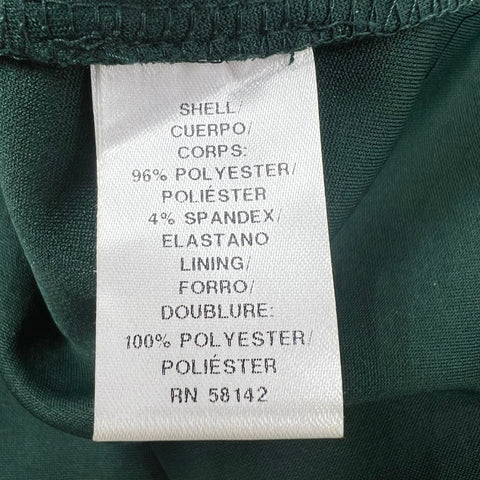 SHELL/
CUERPO/
CORPS:
96% POLYESTER/
POLIÉSTER
4% SPANDEX/
ELASTANO
LINING/
FORRO/
DOUBLURE:
100% POLYESTER/
POLIÉSTER
RN 58142